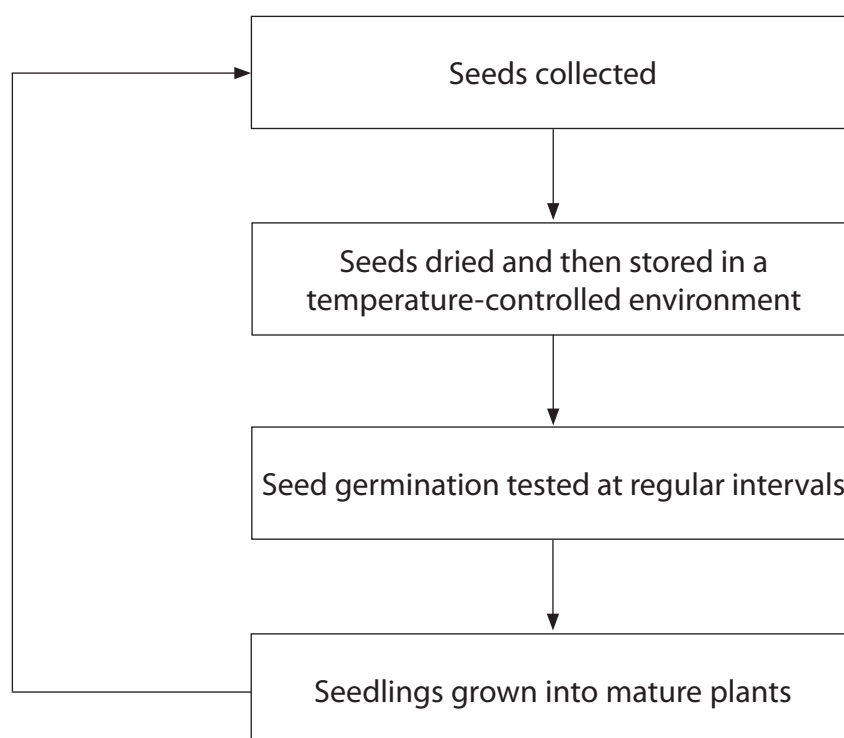 Seeds collected
Seeds dried and then stored in a
temperature-controlled environment
Seed germination tested at regular intervals
Seedlings grown into mature plants